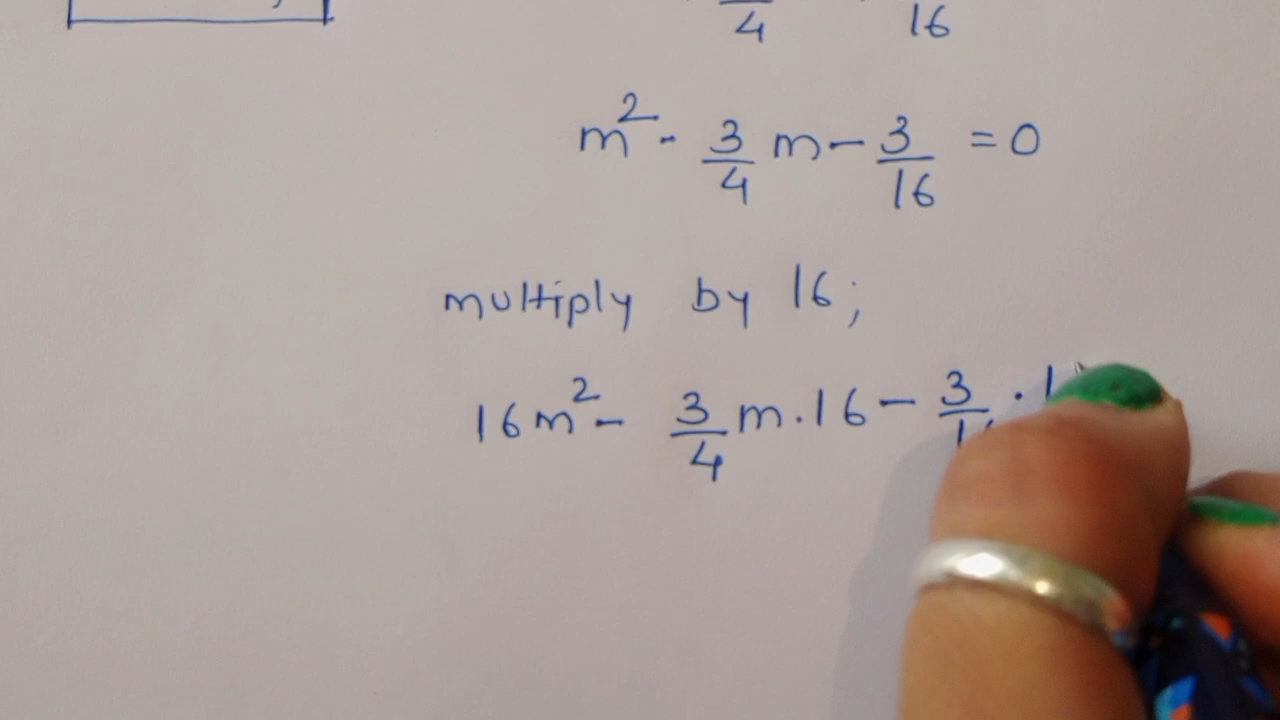 4 16
m² - 3/4 m - 3/16 = 0
multiply by 16;
16m² - 3/4 m . 16 - 3/